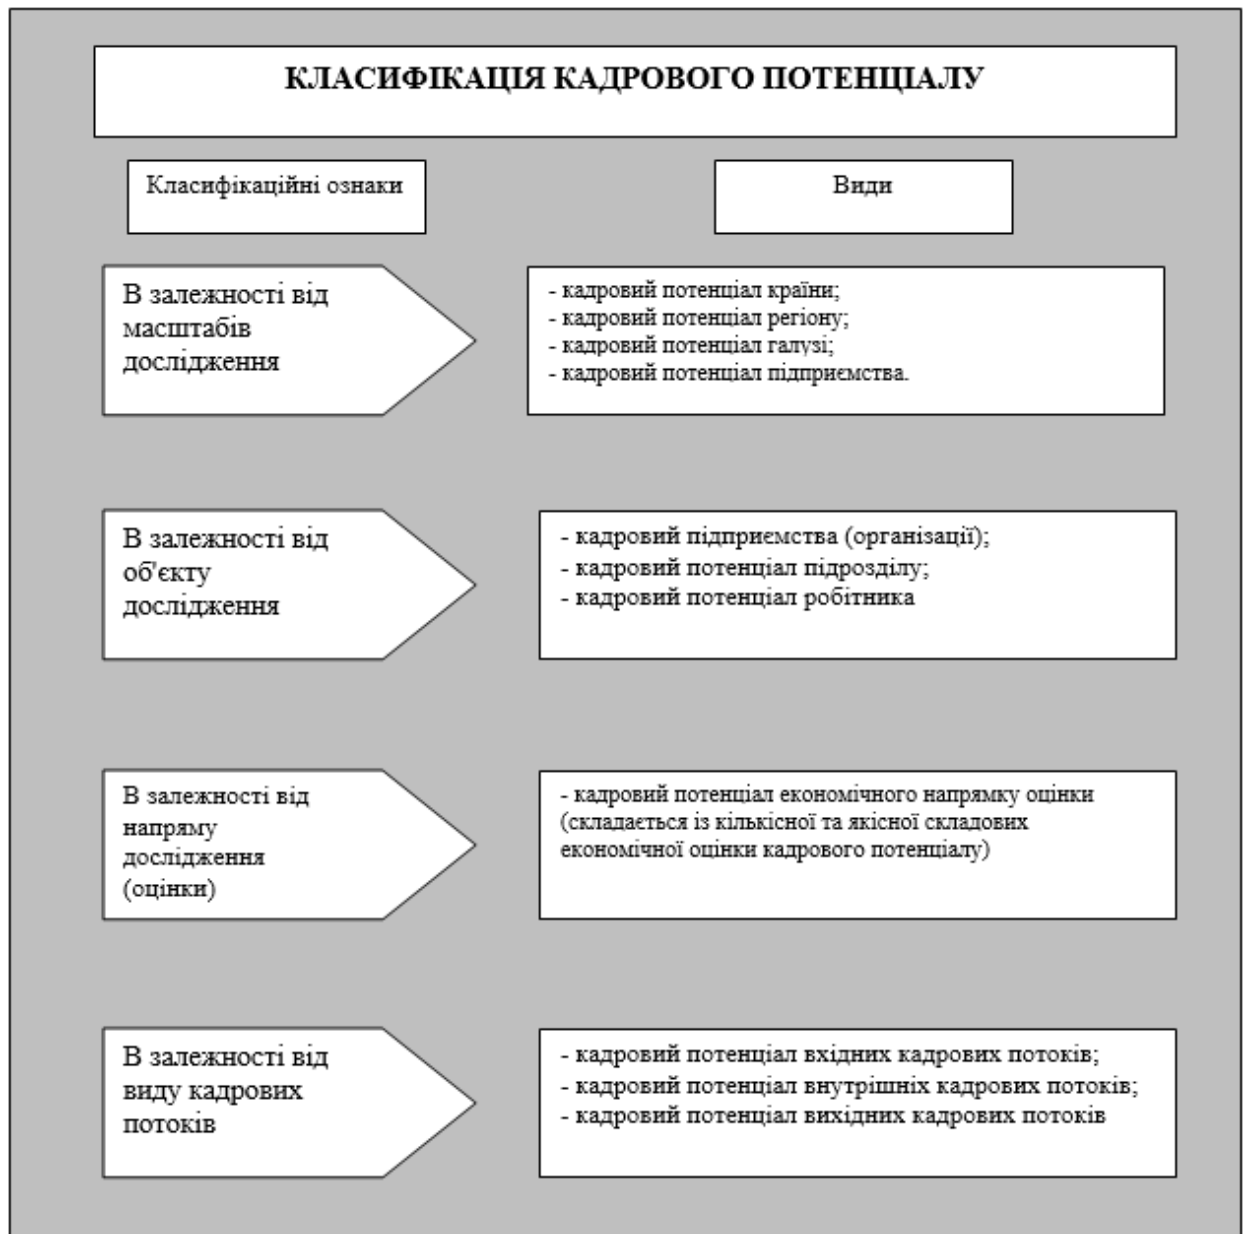 КЛАСИФІКАЦІЯ КАДРОВОГО ПОТЕНЦІАЛУ
Класифікаційні ознаки
Види
В залежності від
масштабів
дослідження
- кадровий потенціал країни;
- кадровий потенціал регіону;
- кадровий потенціал галузі;
- кадровий потенціал підприємства.
В залежності від
об'єкту
дослідження
- кадровий підприємства (організації);
- кадровий потенціал підрозділу;
- кадровий потенціал робітника
В залежності від
напряму
дослідження
(оцінки)
- кадровий потенціал економічного напрямку оцінки
(складається із кількісної та якісної складових
економічної оцінки кадрового потенціалу)
В залежності від
виду кадрових
потоків
- кадровий потенціал вхідних кадрових потоків;
- кадровий потенціал внутрішніх кадрових потоків;
- кадровий потенціал вихідних кадрових потоків